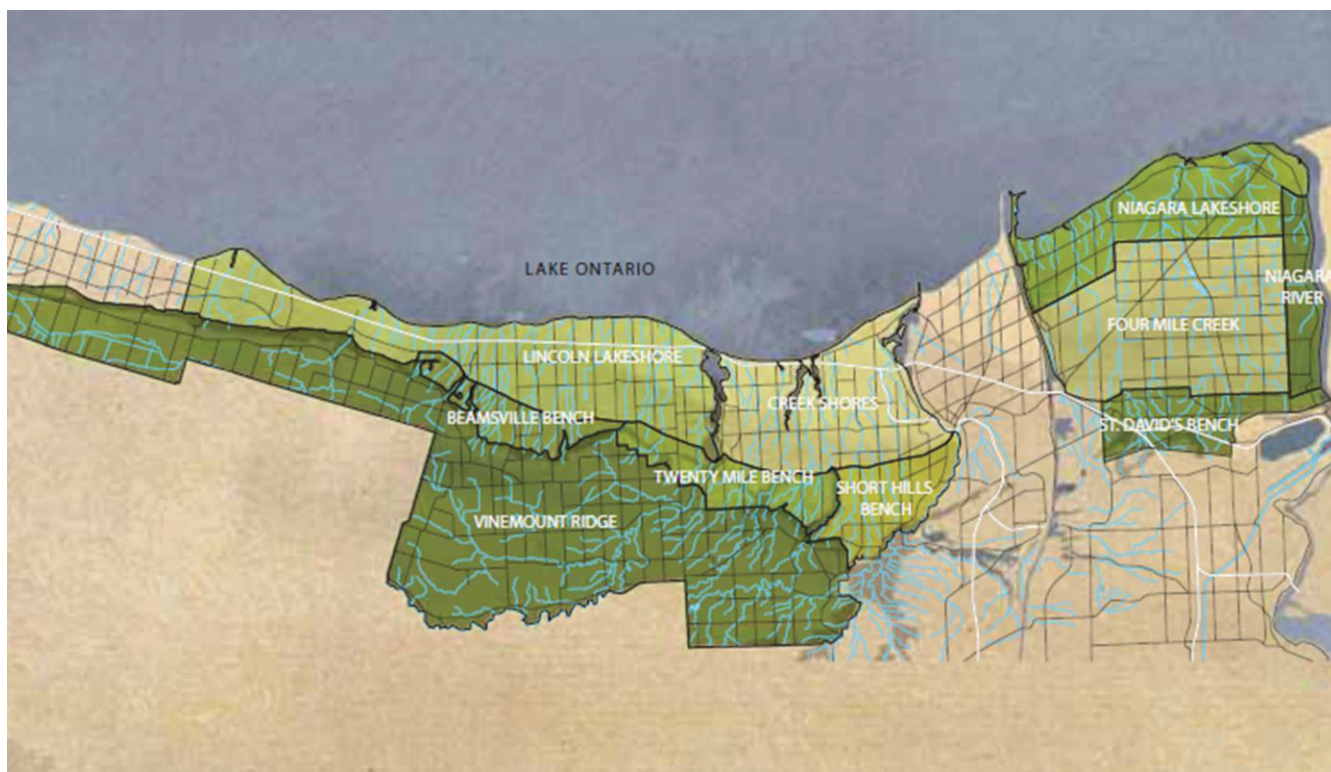 NIAGARA LAKESHORE
LAKE ONTARIO
NIAGARA
RIVER
FOUR MILE CREEK
LINCOLN LAKESHORE
CREEK SHORES
BEAMSVILLE BENCH
ST. DAVID'S BENCH
TWENTY MILE BENCH
SHORT HILLS
BENCH
VINEMOUNT RIDGE